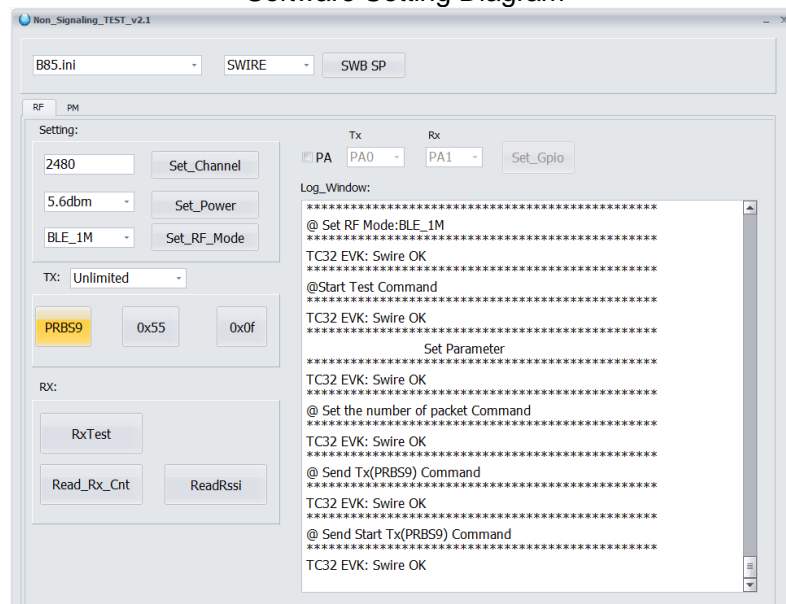 Software Setting Diagram
Non_Signaling_TEST_v2.1
B85.ini SWIRE SWB SP
RF PM
Setting:
2480 Set_Channel
5.6dbm Set_Power
BLE_1M Set_RF_Mode
TX: Unlimited
PRBS9 0x55 0x0f
RX:
RxTest
Read_Rx_Cnt ReadRssi
Tx Rx
PA PA0 PA1 Set_Gpio
Log_Window:
**************************************************
@ Set RF Mode:BLE_1M
**************************************************
TC32 EVK: Swire OK
**************************************************
@Start Test Command
**************************************************
TC32 EVK: Swire OK
**************************************************
Set Parameter
**************************************************
TC32 EVK: Swire OK
**************************************************
@ Set the number of packet Command
**************************************************
TC32 EVK: Swire OK
**************************************************
@ Send Tx(PRBS9) Command
**************************************************
TC32 EVK: Swire OK
**************************************************
@ Send Start Tx(PRBS9) Command
**************************************************
TC32 EVK: Swire OK